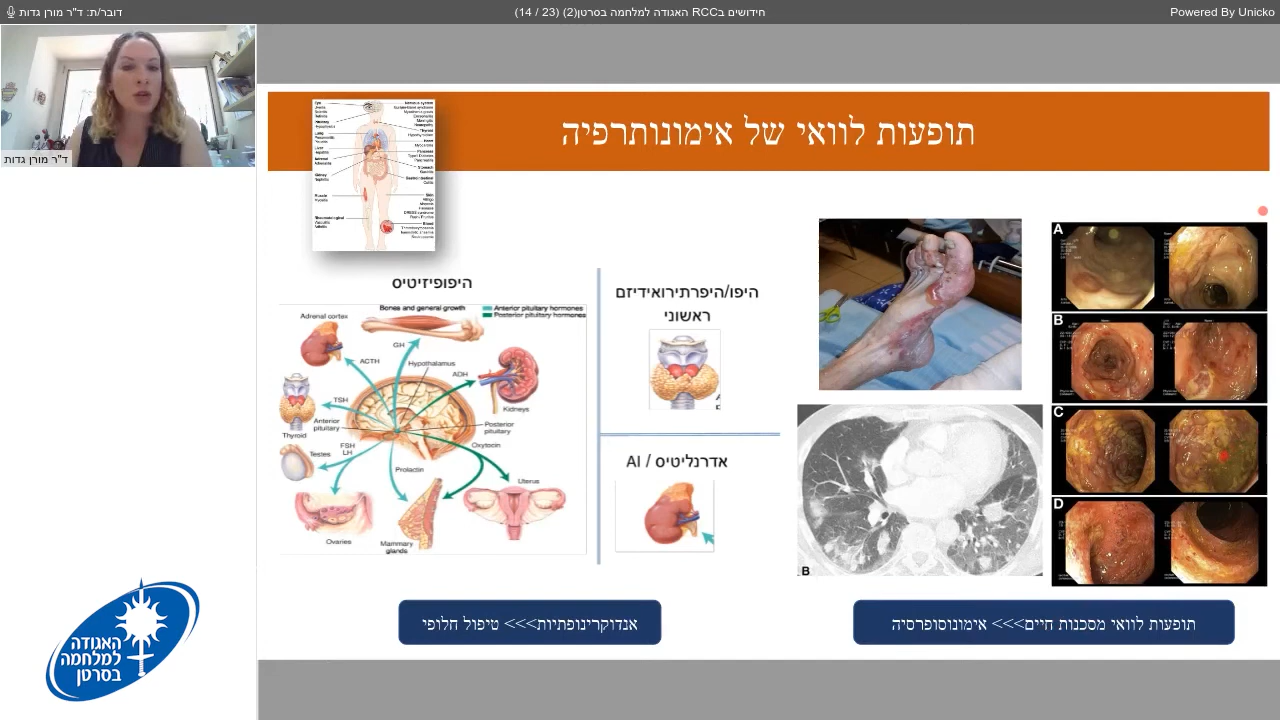 דובר/ת: ד"ר מורן גדות
חידושים בRCC האגודה למלחמה בסרטן(2) (23 / 14)
Powered By Unicko
ד"ר מורן גדות
תופעות לוואי של אימונותרפיה
היפופיזיטיס
Bones and general growth
Anterior pituitary hormones
Posterior pituitary hormones
Adrenal cortex
GH
ACTH
Hypothalamus
ADH
TSH
Kidneys
Anterior
pituitary
Posterior
pituitary
Thyroid
FSH
LH
Oxytocin
Testes
Prolactin
Uterus
Ovaries
Mammary
glands
היפו/היפרתירואידיזם
ראשוני
אדרנליטיס / AI
A
B
C
D
B
אנדוקרינופתיות>>> טיפול חלופי
תופעות לוואי מסכנות חיים>>> אימונוסופרסיה
האגודה
למלחמה
בסרטן